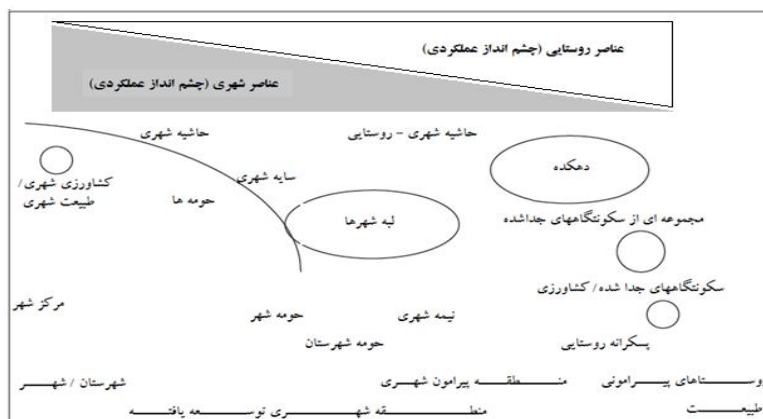 عناصر روستایی (چشم انداز عملکردی)
عناصر شهری (چشم انداز عملکردی)
حاشیه شهری – روستایی
حاشیه شهری
دهکده
سایه شهری
کشاورزی شهری/
طبیعت شهری
حومه ها
لبه شهرها
مجموعه ای از سکونتگاههای جداشده
سکونتگاههای جدا شده/ کشاورزی
مرکز شهر
نیمه شهری
حومه شهر
پسکرانه روستایی
حومه شهرستان
وستاهای پیرامونی
منطقه پیرامون شهری
شهرستان / شهر
طبیعت
منطقه شهری توسعه یافته